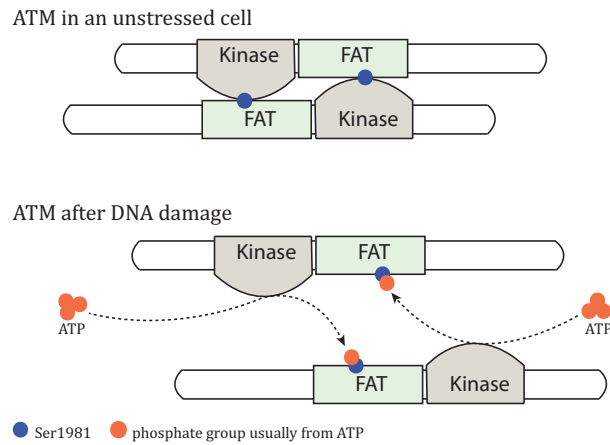 ATM in an unstressed cell
Kinase FAT
FAT Kinase
ATM after DNA damage
Kinase FAT
ATP ATP
FAT Kinase
Ser1981 phosphate group usually from ATP